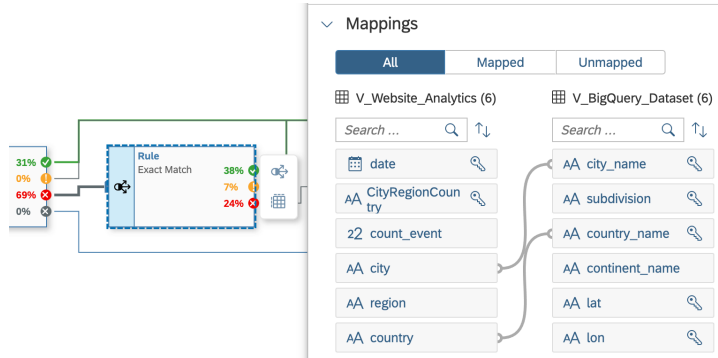 31%
0%
69%
0%
Rule
Exact Match
38%
7%
24%
Mappings
All Mapped Unmapped
V_Website_Analytics (6)
Search ...
date
CityRegionCoun
try
count_event
city
region
country
V_BigQuery_Dataset (6)
Search ...
city_name
subdivision
country_name
continent_name
lat
lon